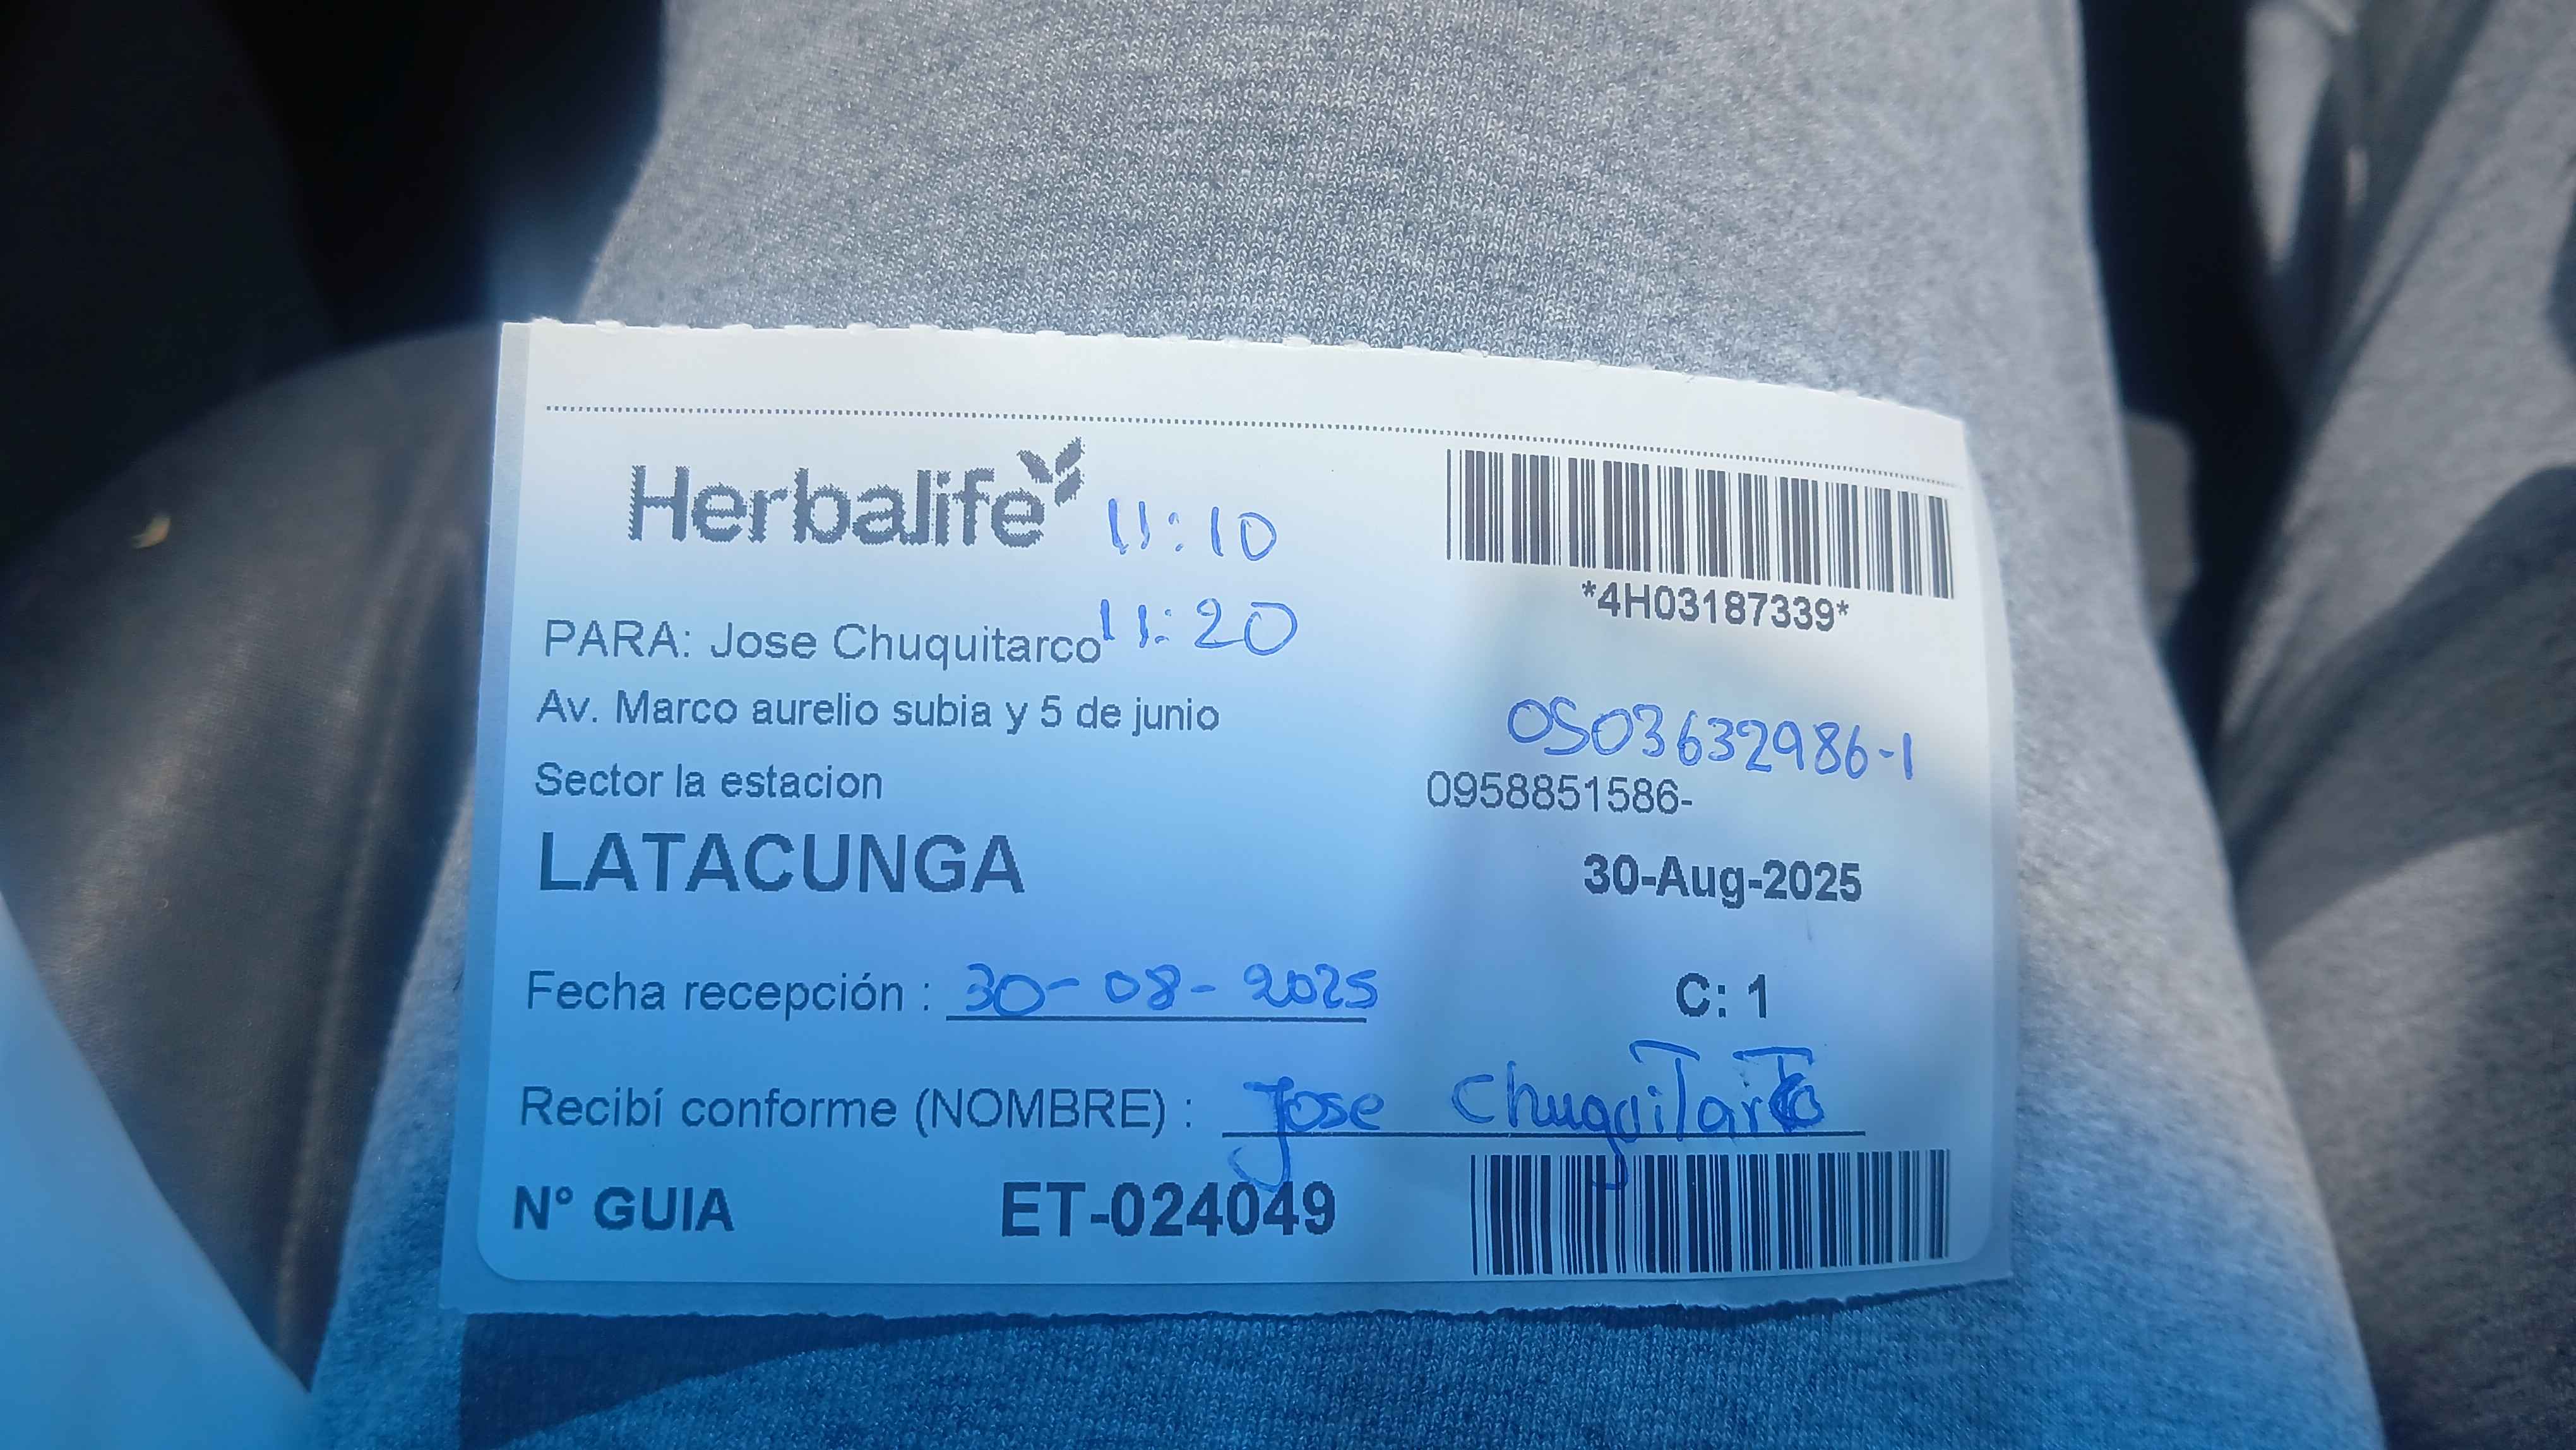 Herbalife 11:10
*4H03187339*
PARA: Jose Chuquitarco 11:20
Av. Marco aurelio subia y 5 de junio
0503632986-1
Sector la estacion
0958851586-
LATACUNGA
30-Aug-2025
Fecha recepción : 30-08-2025
C: 1
Recibí conforme (NOMBRE) : Jose Chuquitarco
N° GUIA ET-024049